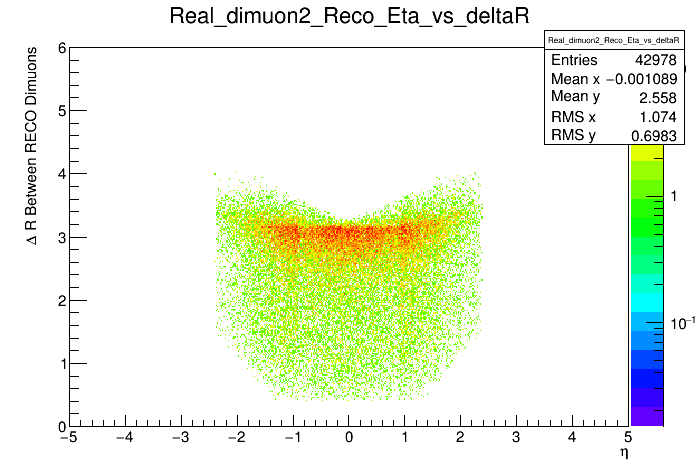 Real_dimuon2_Reco_Eta_vs_deltaR
Real_dimuon2_Reco_Eta_vs_deltaR
Entries 42978
Mean x −0.001089
Mean y 2.558
RMS x 1.074
RMS y 0.6983
Δ R Between RECO Dimuons
6
5
4
3
2
1
0
1
10⁻¹
−5 −4 −3 −2 −1 0 1 2 3 4 5
η